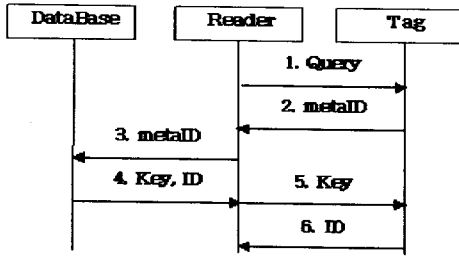 DataBase Reader Tag
1. Query
2. metaID
3. metaID
4. Key, ID
5. Key
6. ID